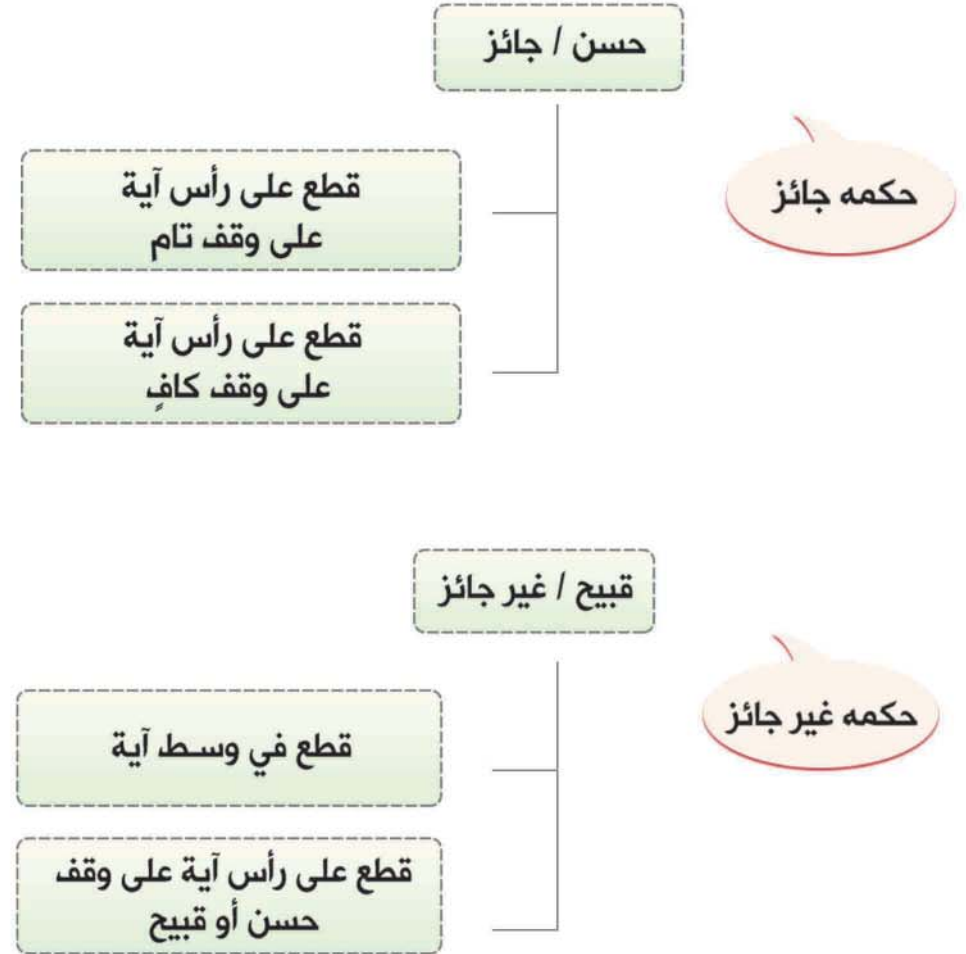 حسن / جائز
حكمه جائز
قطع على رأس آية
على وقف تام
قطع على رأس آية
على وقف كافٍ
قبيح / غير جائز
حكمه غير جائز
قطع في وسط آية
قطع على رأس آية على وقف
حسن أو قبيح